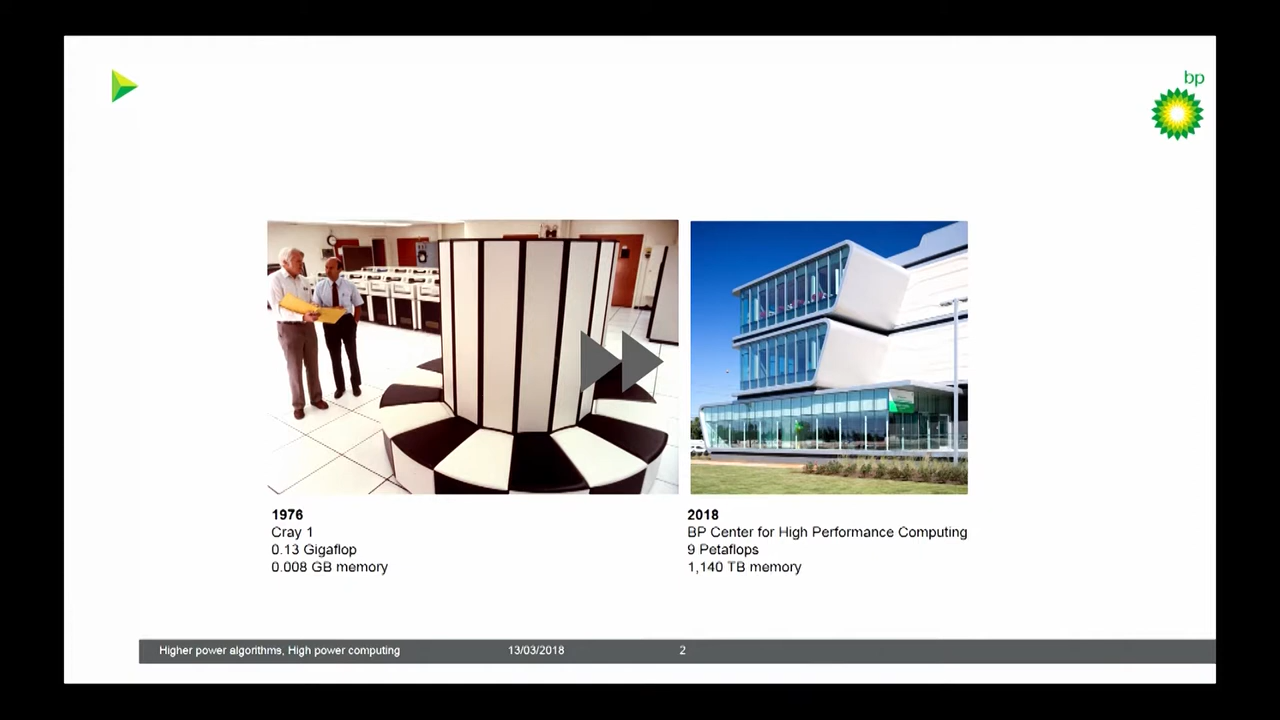 bp
1976
Cray 1
0.13 Gigaflop
0.008 GB memory
2018
BP Center for High Performance Computing
9 Petaflops
1,140 TB memory
Higher power algorithms, High power computing
13/03/2018
2